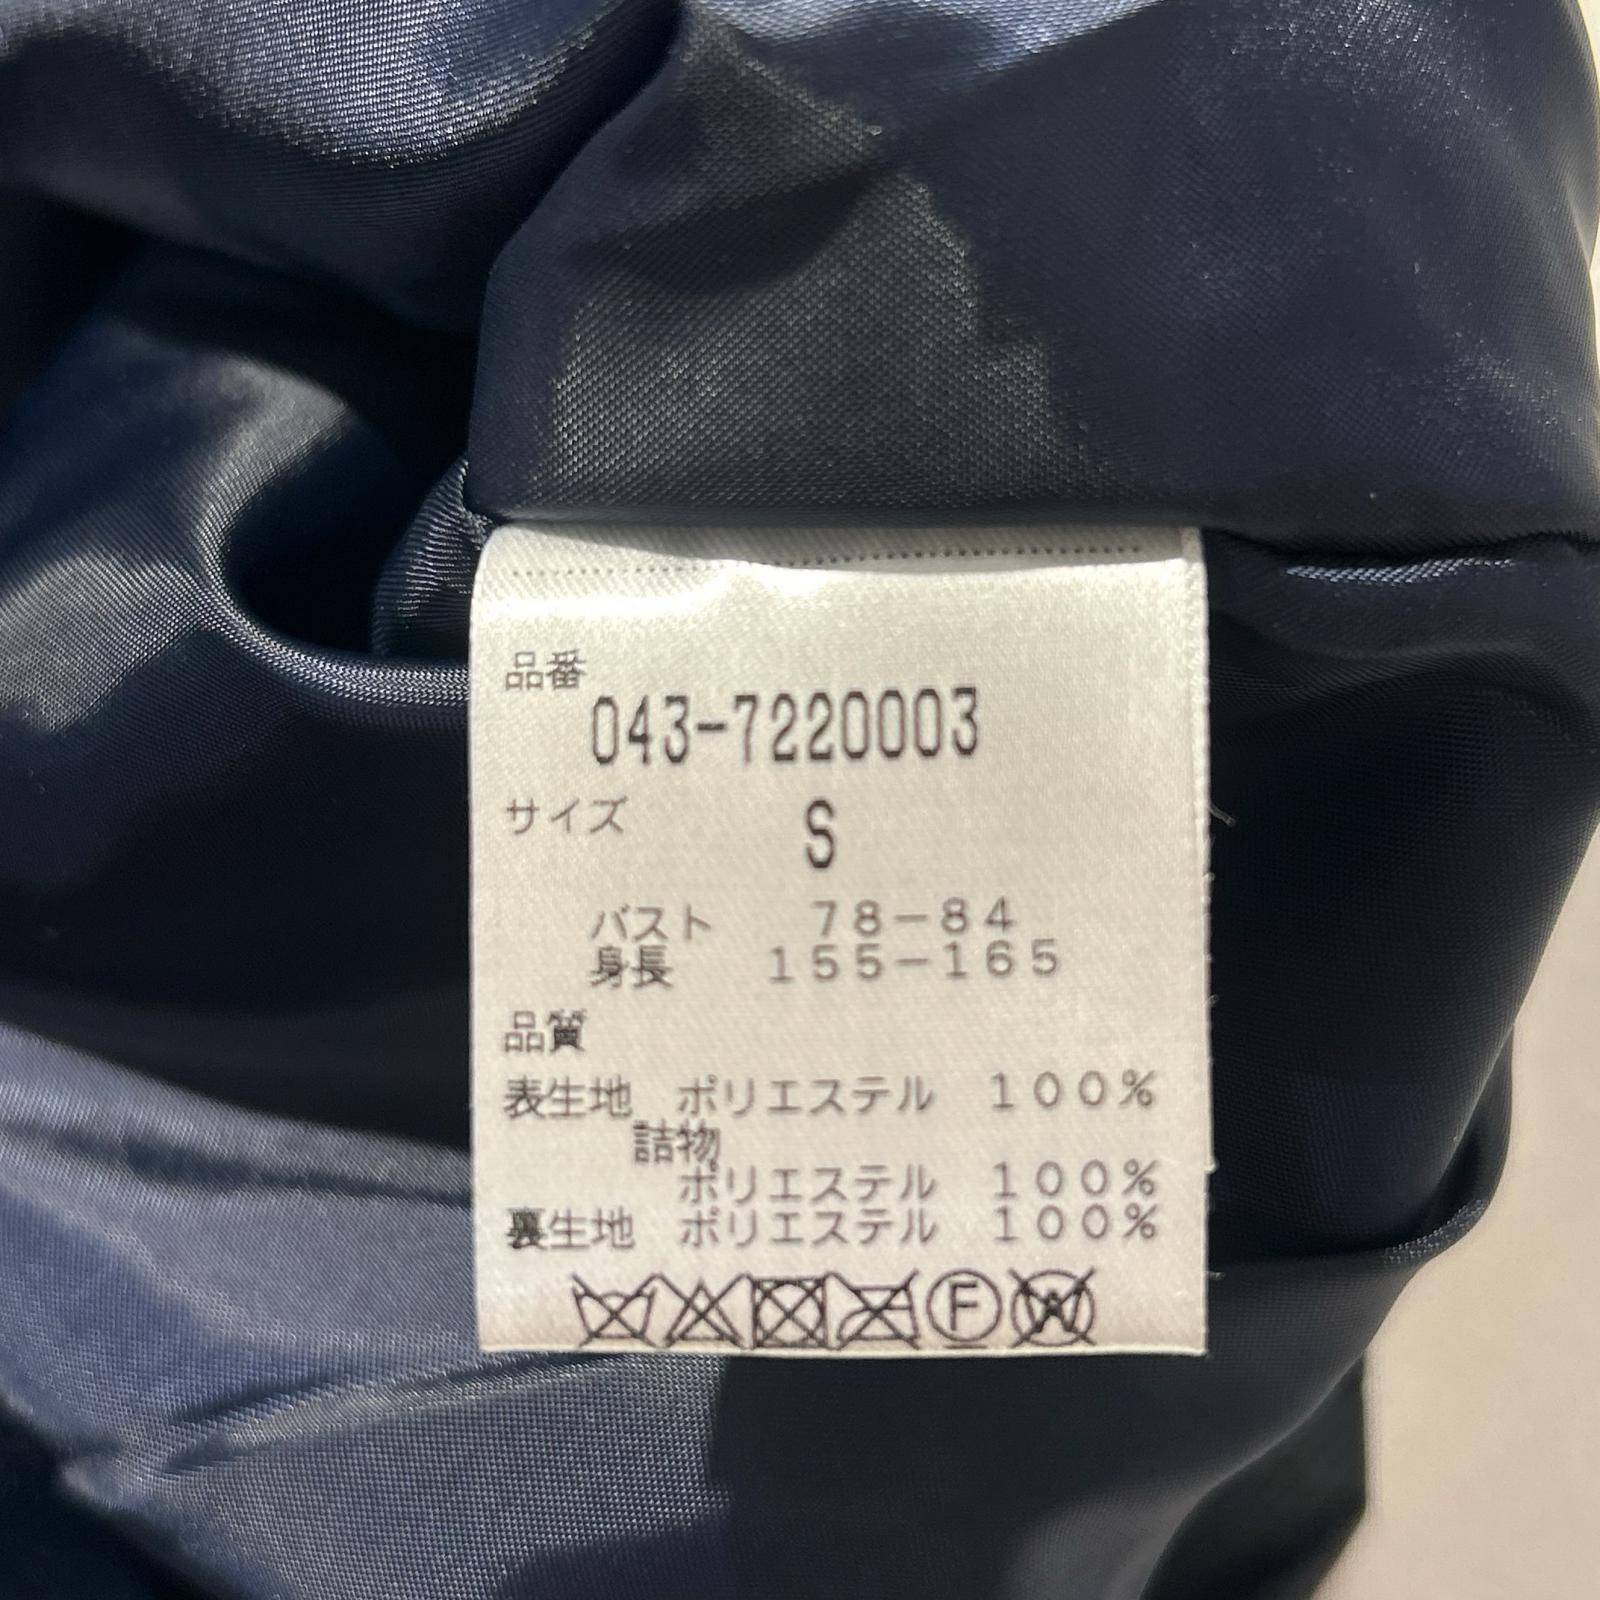 品番
043-7220003
サイズ S
バスト 78-84
身長 155-165
品質
表生地 ポリエステル 100%
詰物
ポリエステル 100%
裏生地 ポリエステル 100%
F W